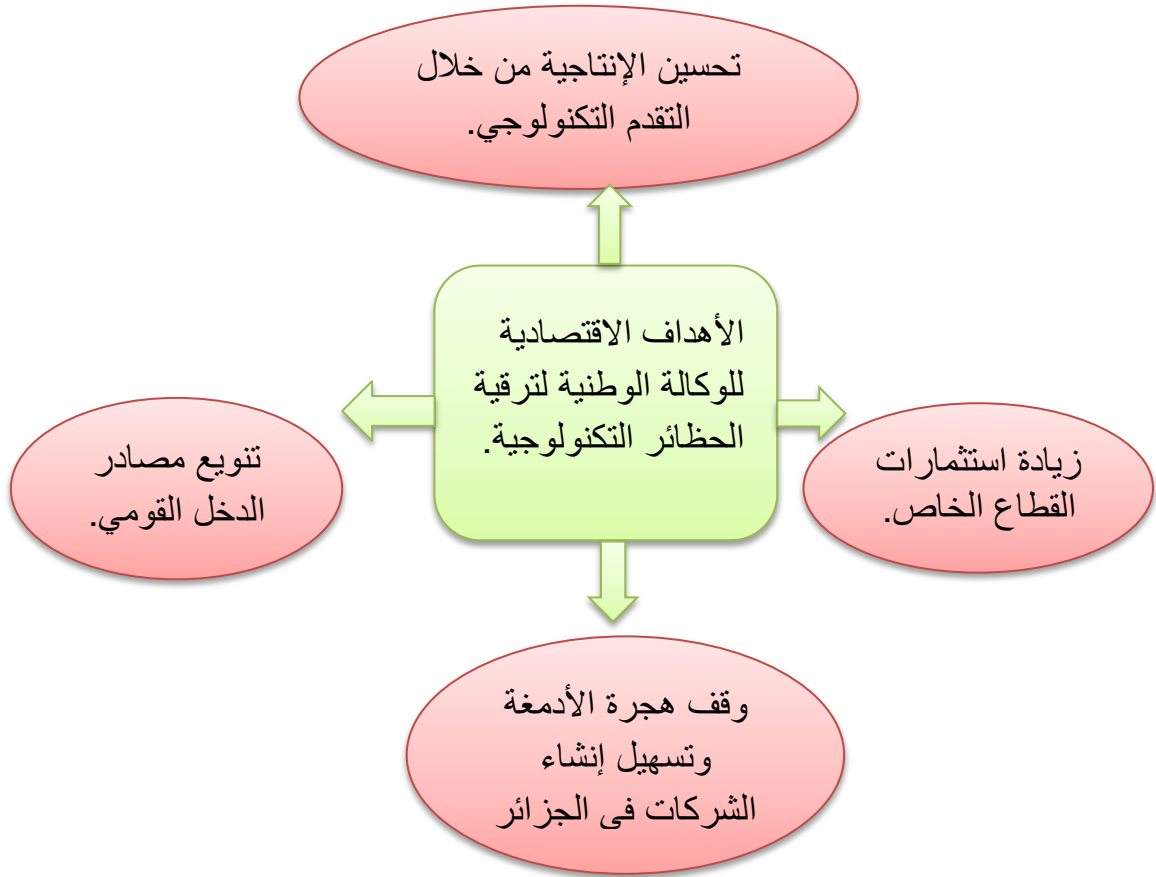 تحسين الإنتاجية من خلال
التقدم التكنولوجي.
الأهداف الاقتصادية
للوكالة الوطنية لترقية
الحظائر التكنولوجية.
زيادة استثمارات
القطاع الخاص.
تنويع مصادر
الدخل القومي.
وقف هجرة الأدمغة
وتسهيل إنشاء
الشركات في الجزائر